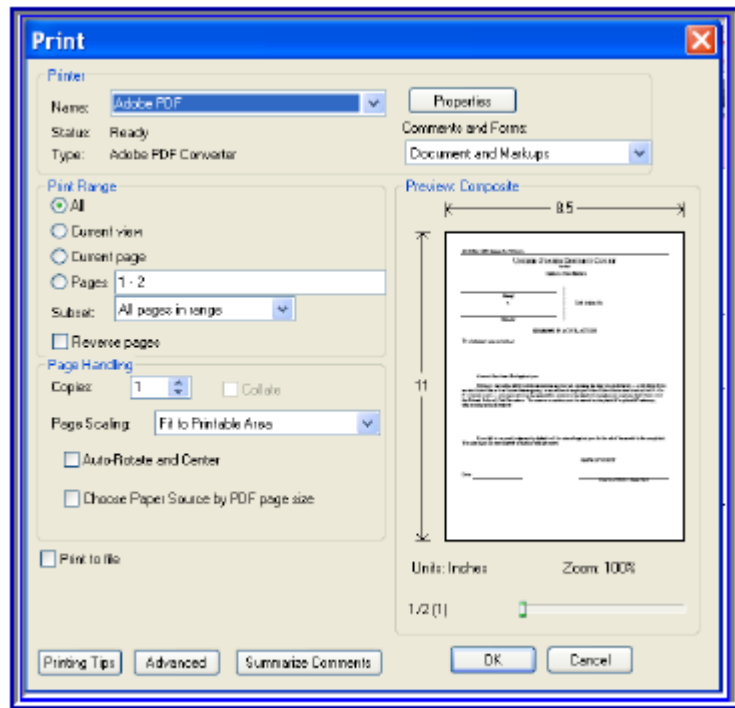 Print
Printer
Name: Adobe PDF
Properties
Status: Ready
Comments and Forms:
Type: Adobe PDF Converter
Document and Markups
Print Range
All
Current view
Current page
Pages 1 - 2
Subset: All pages in range
Reverse pages
Page Handling
Copies: 1 Collate
Page Scaling: Fit to Printable Area
Auto-Rotate and Center
Choose Paper Source by PDF page size
Print to file
Preview: Composite
8.5
11
United States District Court
Units: Inches Zoom: 100%
1/2 (1)
Printing Tips Advanced Summarize Comments OK Cancel